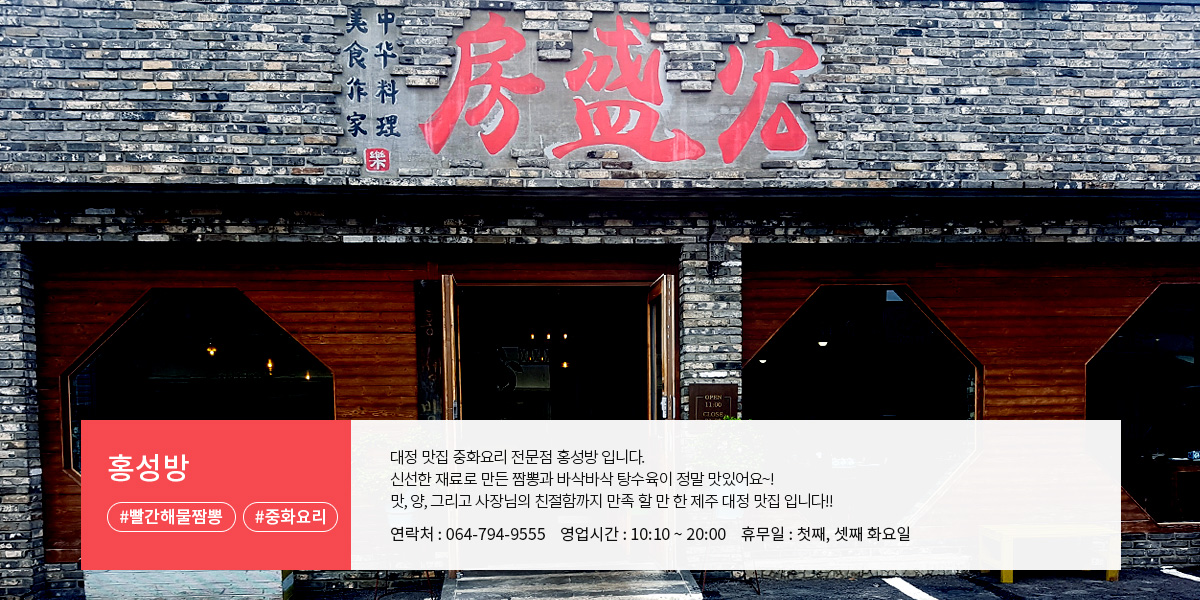 中华料理
美食作家
樂
房盛宏
OPEN
11:00
CLOSE
홍성방
#빨간해물짬뽕 #중화요리
대정 맛집 중화요리 전문점 홍성방 입니다.
신선한 재료로 만든 짬뽕과 바삭바삭 탕수육이 정말 맛있어요~!
맛, 양, 그리고 사장님의 친절함까지 만족 할 만 한 제주 대정 맛집 입니다!!
연락처 : 064-794-9555 영업시간 : 10:10 ~ 20:00 휴무일 : 첫째, 셋째 화요일